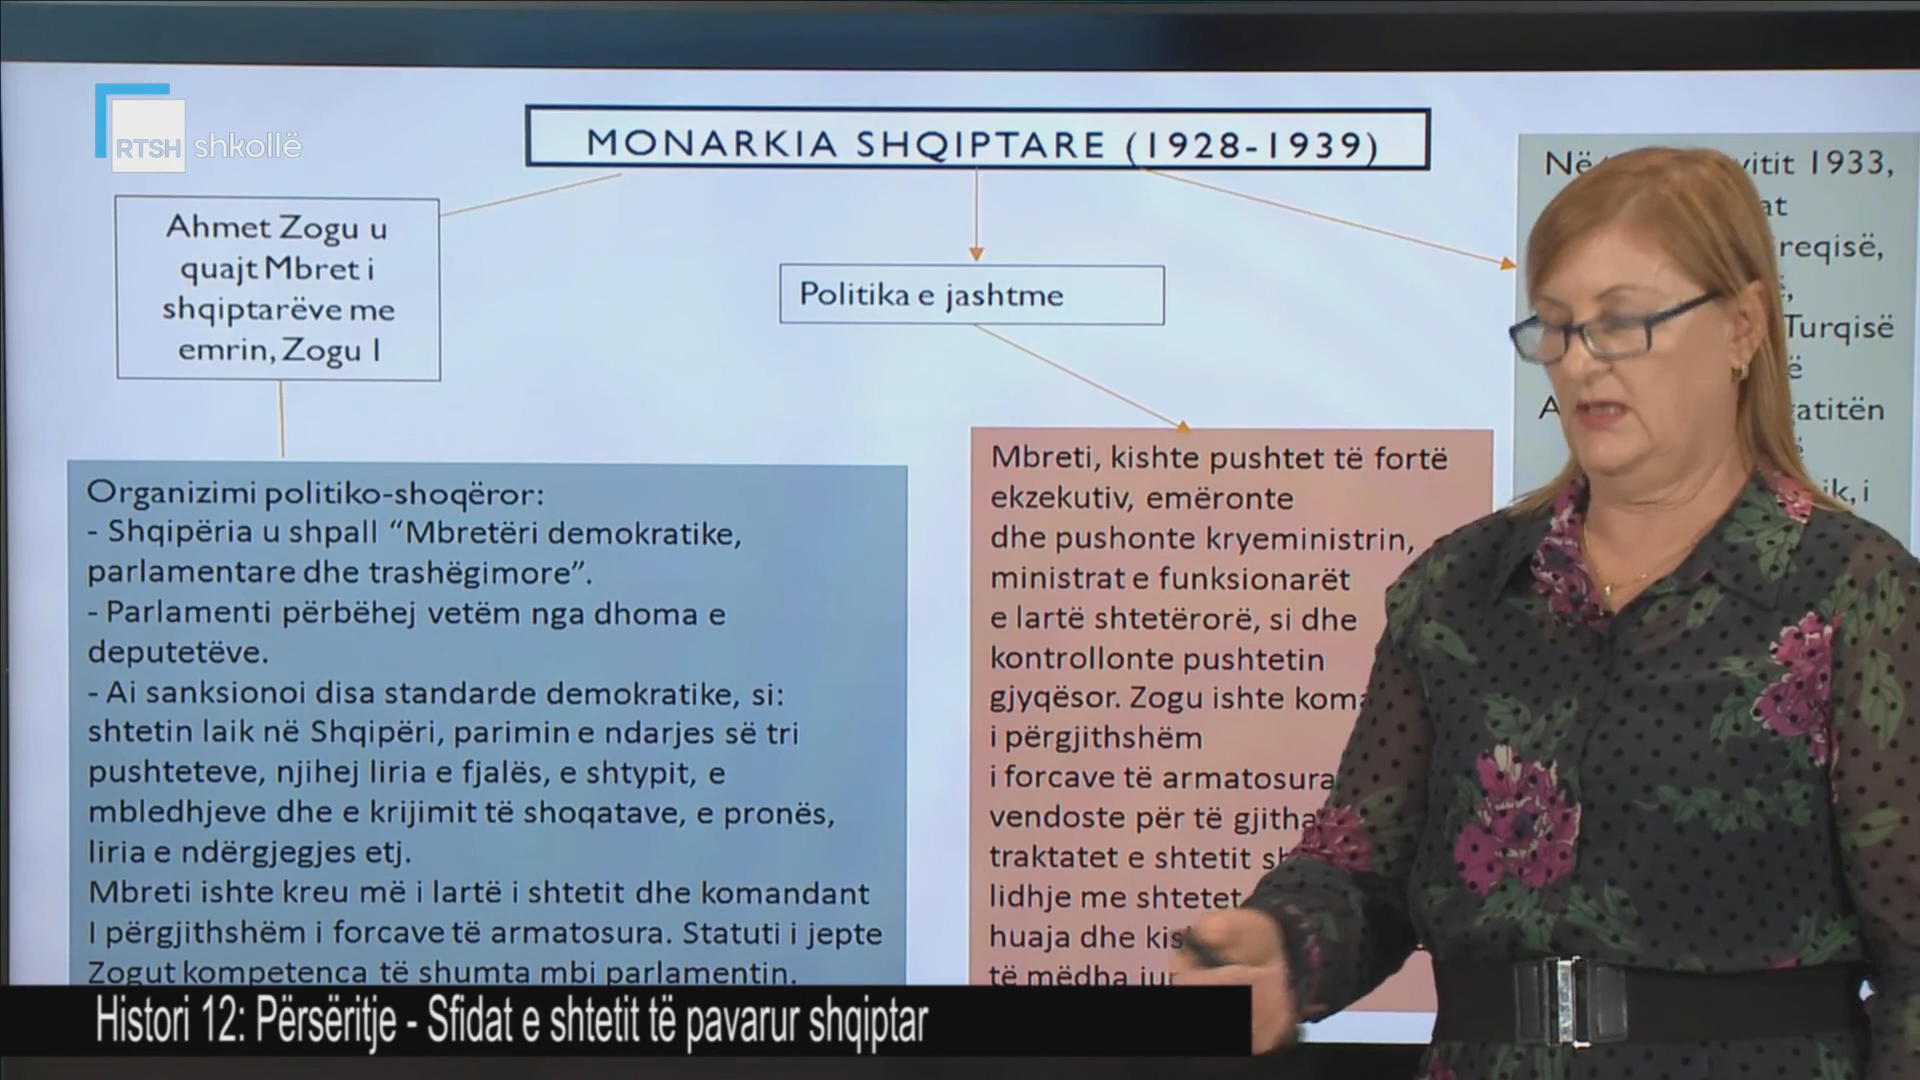 RTSH shkollë
MONARKIA SHQIPTARE (1928-1939)
Ahmet Zogu u
quajt Mbret i
shqiptarëve me
emrin, Zogu I
Politika e jashtme
Organizimi politiko-shoqëror:
- Shqipëria u shpall “Mbretëri demokratike,
parlamentare dhe trashëgimore”.
- Parlamenti përbëhej vetëm nga dhoma e
deputetëve.
- Ai sanksionoi disa standarde demokratike, si:
shtetin laik në Shqipëri, parimin e ndarjes së tri
pushteteve, njihej liria e fjalës, e shtypit, e
mbledhjeve dhe e krijimit të shoqatave, e pronës,
liria e ndërgjegjes etj.
Mbreti ishte kreu më i lartë i shtetit dhe komandant
I përgjithshëm i forcave të armatosura. Statuti i jepte
Zogut kompetenca të shumta mbi parlamentin.
Mbreti, kishte pushtet të fortë
ekzekutiv, emëronte
dhe pushonte kryeministrin,
ministrat e funksionarët
e lartë shtetërorë, si dhe
kontrollonte pushtetin
gjyqësor. Zogu ishte
i përgjithshëm
i forcave të armatosura
vendoste për të
traktatet e shtetit
lidhje me shtetet
huaja dhe
të mëdha
Në vitit 1933,
Turqisë
Histori 12: Përsëritje - Sfidat e shtetit të pavarur shqiptar